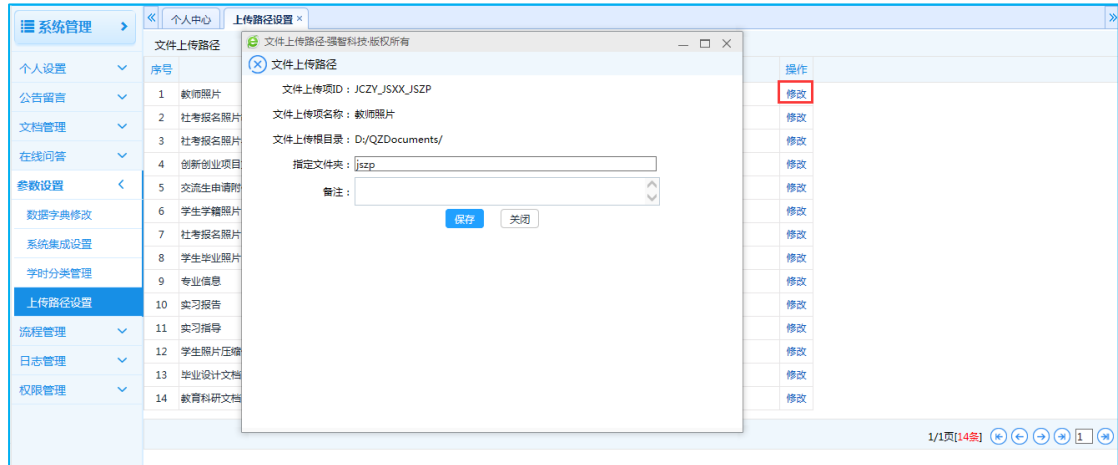 系统管理
个人中心 上传路径设置 ×
文件上传路径
文件上传路径-强智科技·版权所有
文件上传路径
个人设置
公告留言
文档管理
在线问答
参数设置
数据字典修改
系统集成设置
学时分类管理
上传路径设置
流程管理
日志管理
权限管理
序号 操作
1 教师照片 修改
2 社考报名照片 修改
3 社考报名照片 修改
4 创新创业项目 修改
5 交流生申请附 修改
6 学生学籍照片 修改
7 社考报名照片 修改
8 学生毕业照片 修改
9 专业信息 修改
10 实习报告 修改
11 实习指导 修改
12 学生照片压缩 修改
13 毕业设计文档 修改
14 教育科研文档 修改
文件上传项ID：JCZY_JSXX_JSZP
文件上传项名称：教师照片
文件上传根目录：D:/QZDocuments/
指定文件夹：jszp
备注：
保存 关闭
1/1页[14条] 1